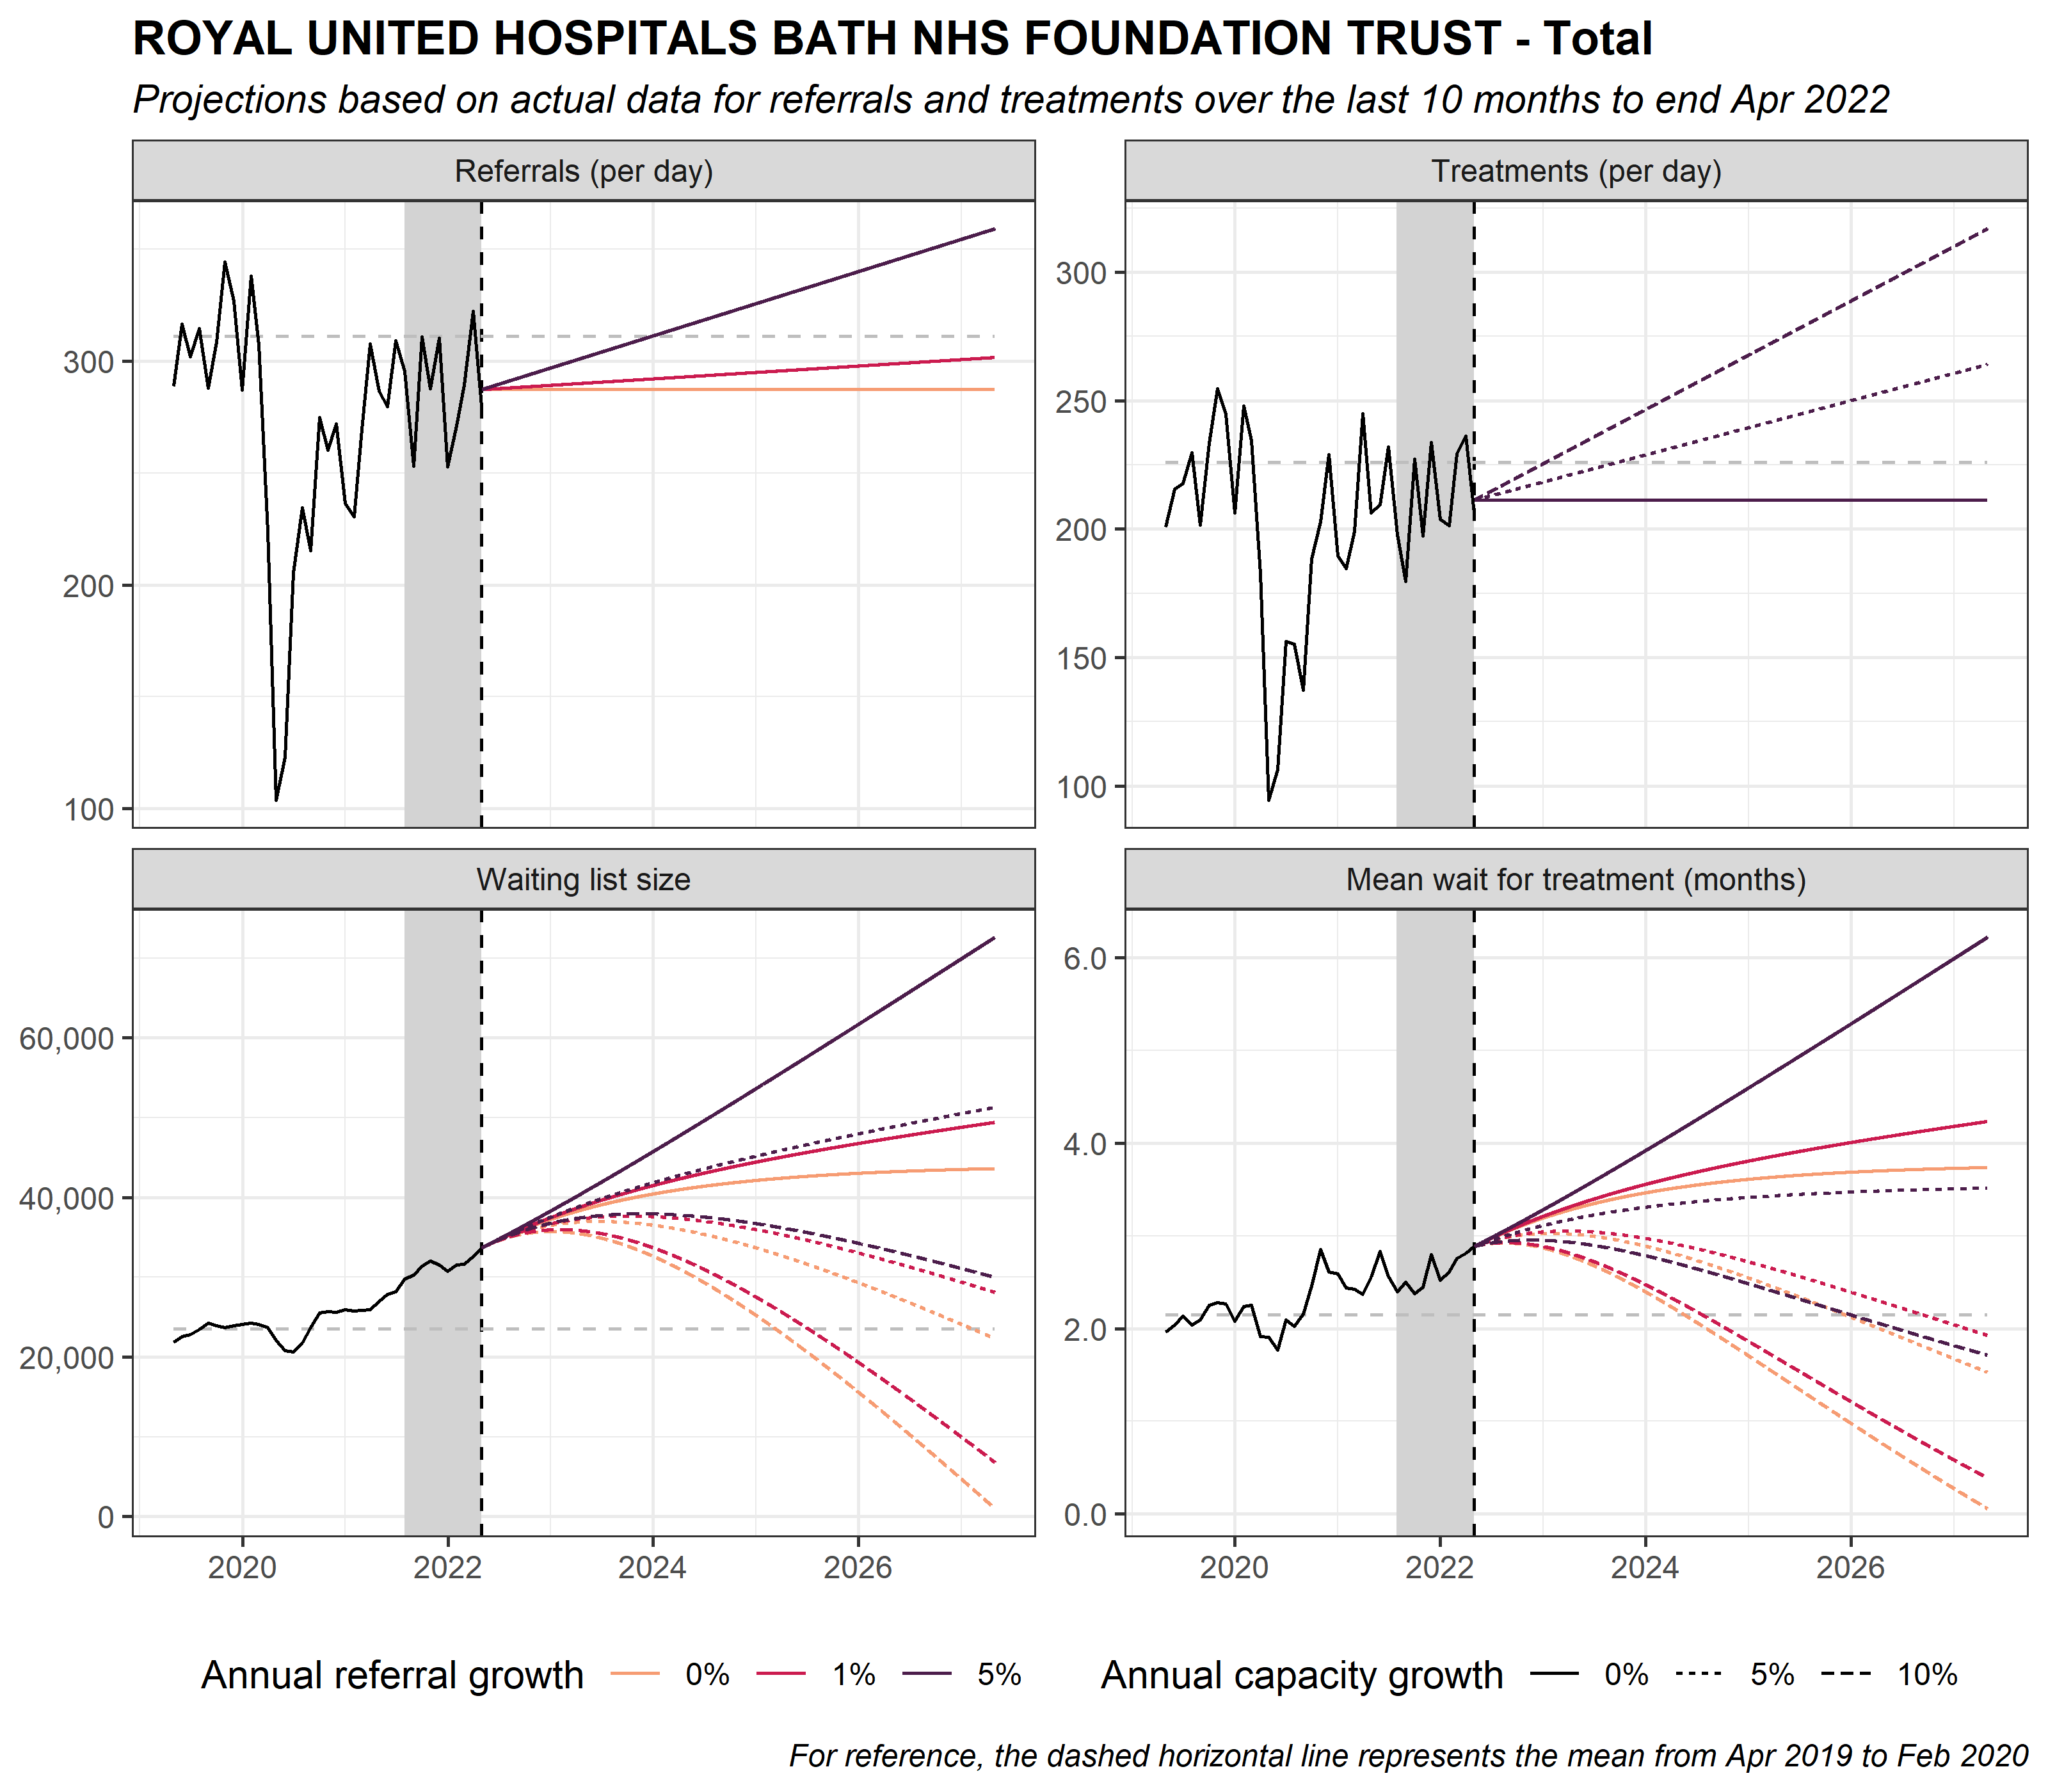 ROYAL UNITED HOSPITALS BATH NHS FOUNDATION TRUST - Total
Projections based on actual data for referrals and treatments over the last 10 months to end Apr 2022
Referrals (per day)
300
200
100
Treatments (per day)
300
250
200
150
100
Waiting list size
60,000
40,000
20,000
0
2020 2022 2024 2026
Mean wait for treatment (months)
6.0
4.0
2.0
0.0
2020 2022 2024 2026
Annual referral growth 0% 1% 5%
Annual capacity growth 0% 5% 10%
For reference, the dashed horizontal line represents the mean from Apr 2019 to Feb 2020